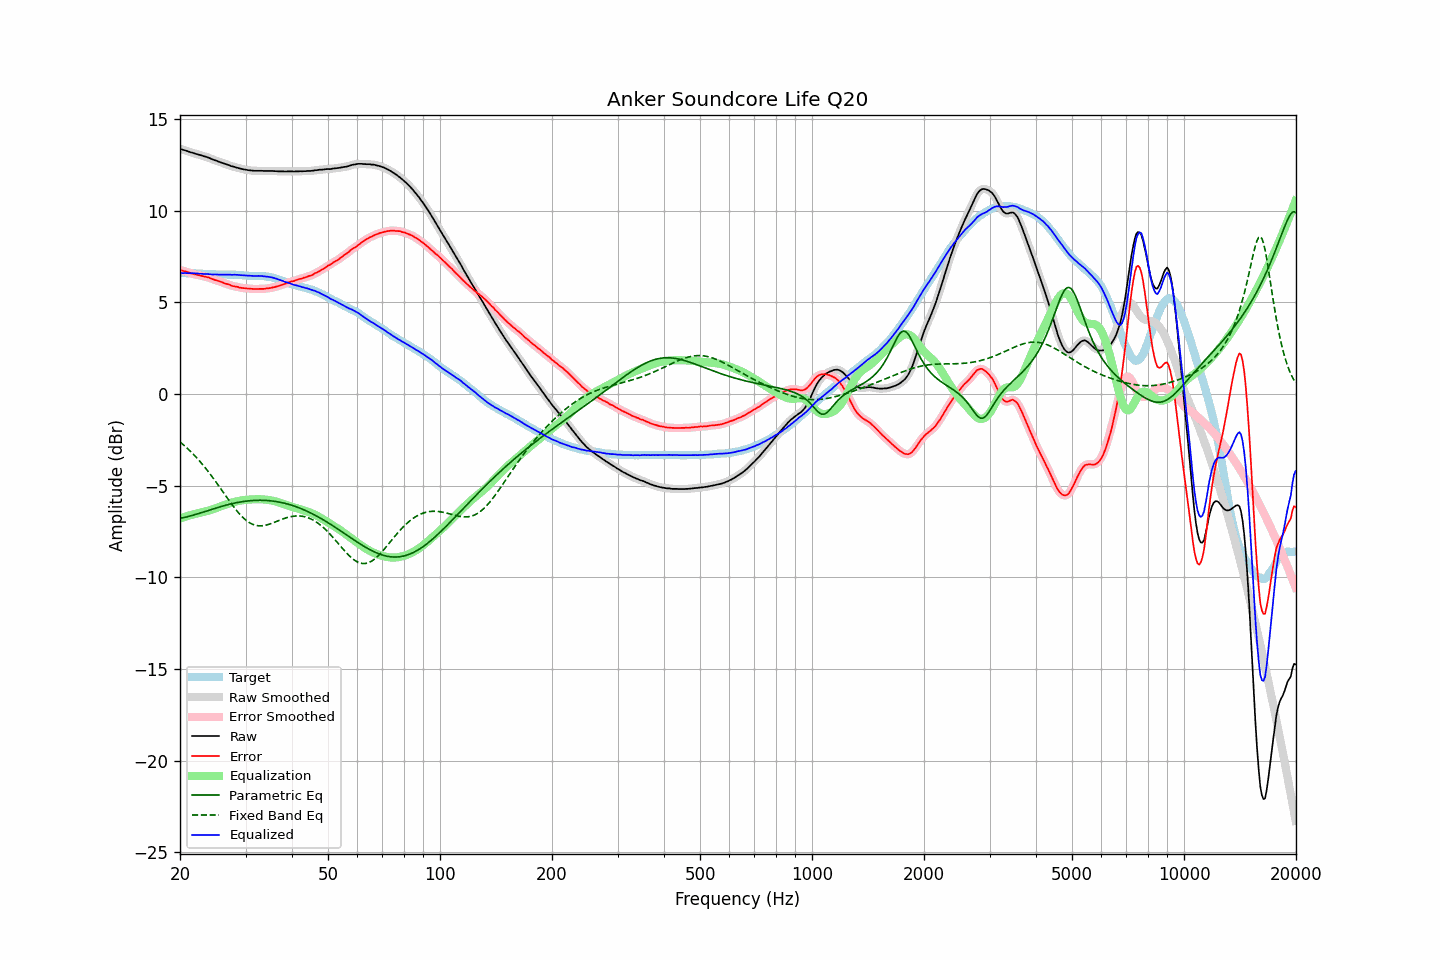 Anker Soundcore Life Q20
15
10
5
0
−5
−10
−15
−20
−25
Amplitude (dBr)
Target
Raw Smoothed
Error Smoothed
Raw
Error
Equalization
Parametric Eq
Fixed Band Eq
Equalized
20 50 100 200 500 1000 2000 5000 10000 20000
Frequency (Hz)